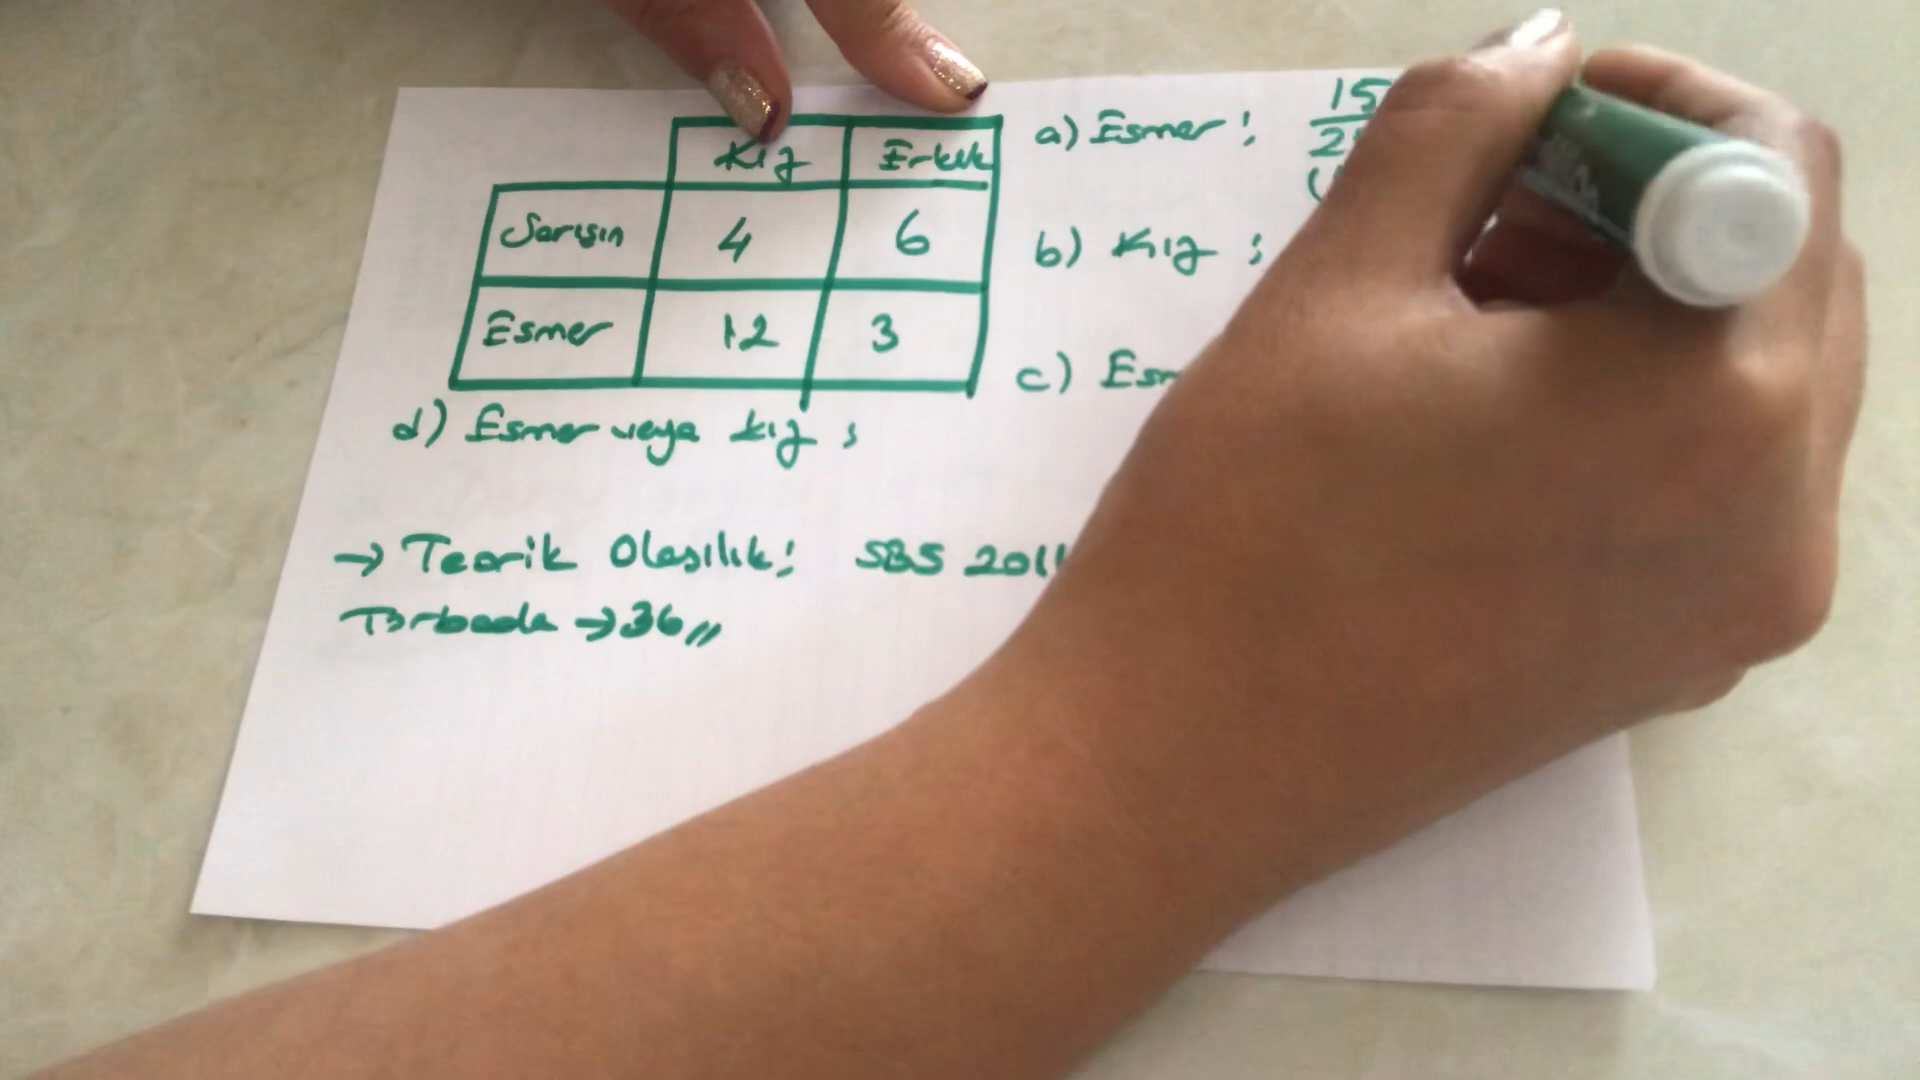 Kız Erkek
Sarışın 4 6
Esmer 12 3
a) Esmer : 15
b) Kız :
c)
d) Esmer veya kız :
→ Teorik Olasılık : SBS 2011
Torbada → 36 //